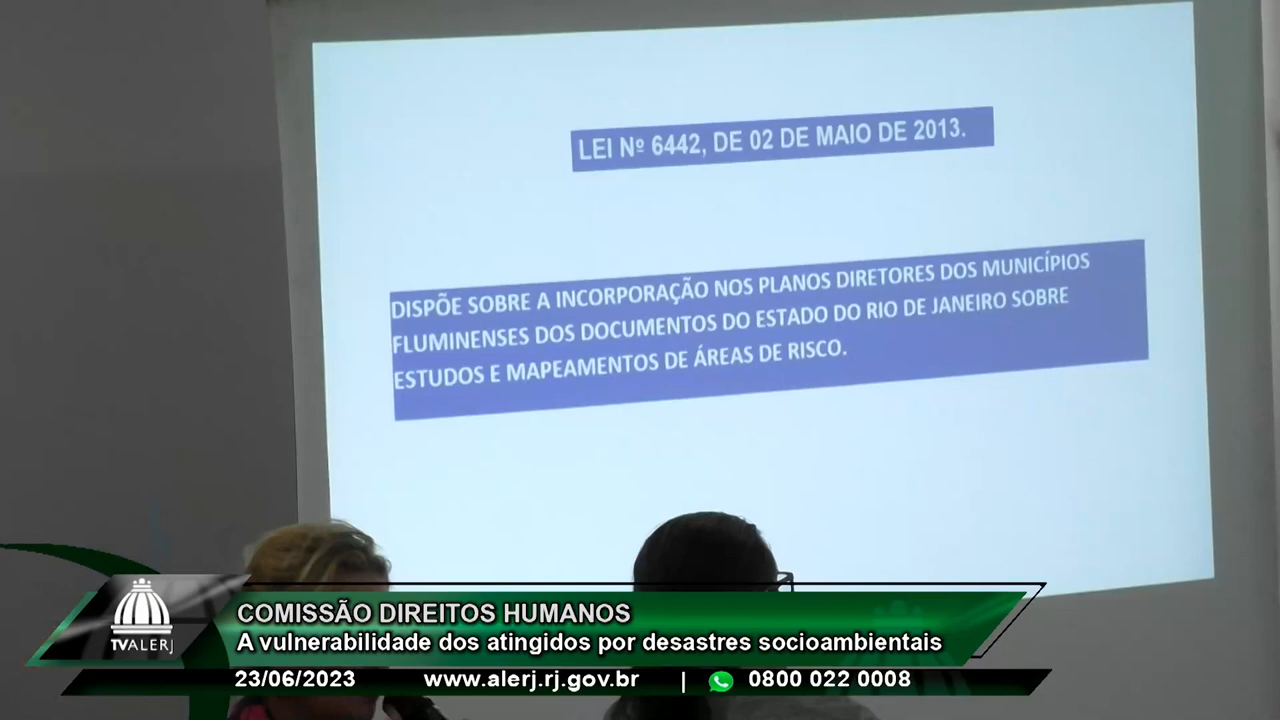 LEI Nº 6442, DE 02 DE MAIO DE 2013.
DISPÕE SOBRE A INCORPORAÇÃO NOS PLANOS DIRETORES DOS MUNICÍPIOS
FLUMINENSES DOS DOCUMENTOS DO ESTADO DO RIO DE JANEIRO SOBRE
ESTUDOS E MAPEAMENTOS DE ÁREAS DE RISCO.
COMISSÃO DIREITOS HUMANOS
A vulnerabilidade dos atingidos por desastres socioambientais
TVALERJ
23/06/2023 www.alerj.rj.gov.br | 0800 022 0008